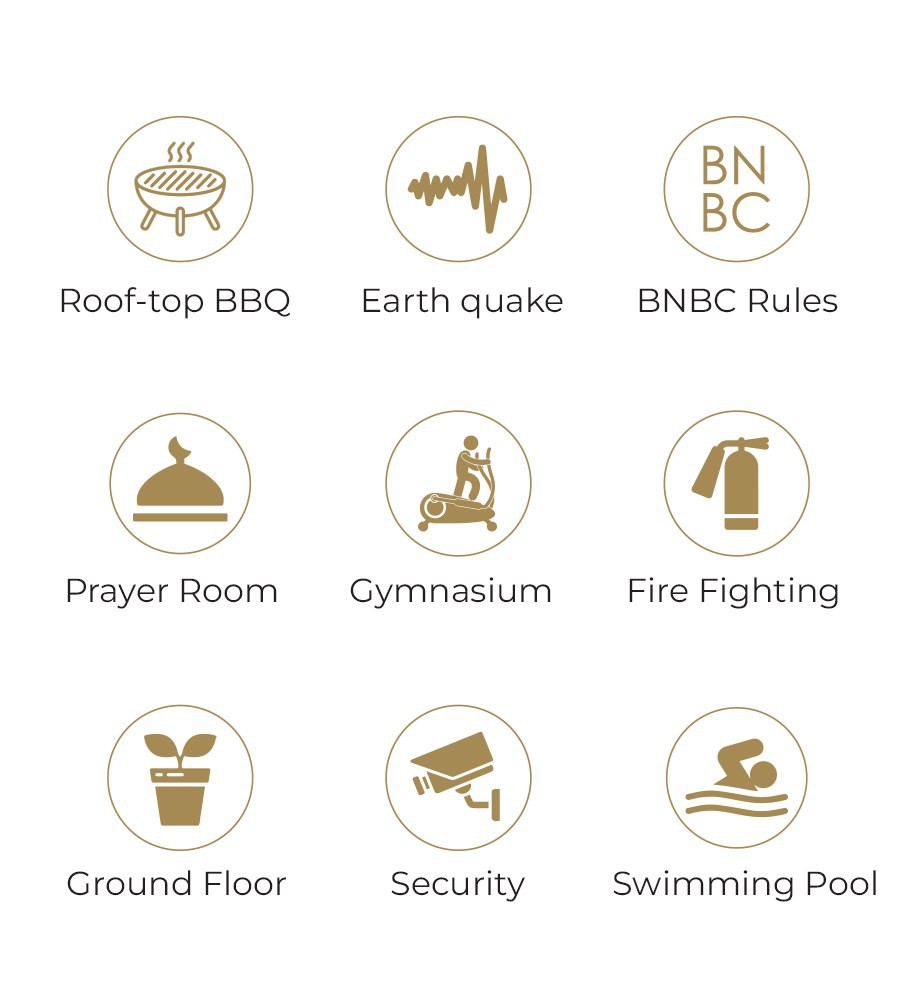 BN
BC
Roof-top BBQ
Earth quake
BNBC Rules
Prayer Room
Gymnasium
Fire Fighting
Ground Floor
Security
Swimming Pool